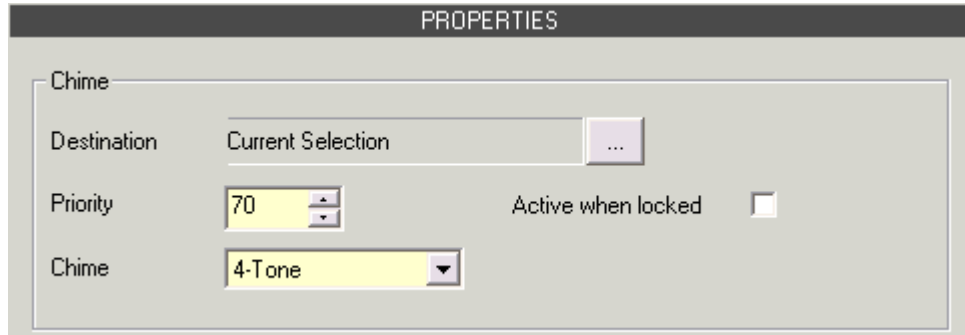 PROPERTIES
Chime
Destination Current Selection ...
Priority 70 Active when locked
Chime 4-Tone